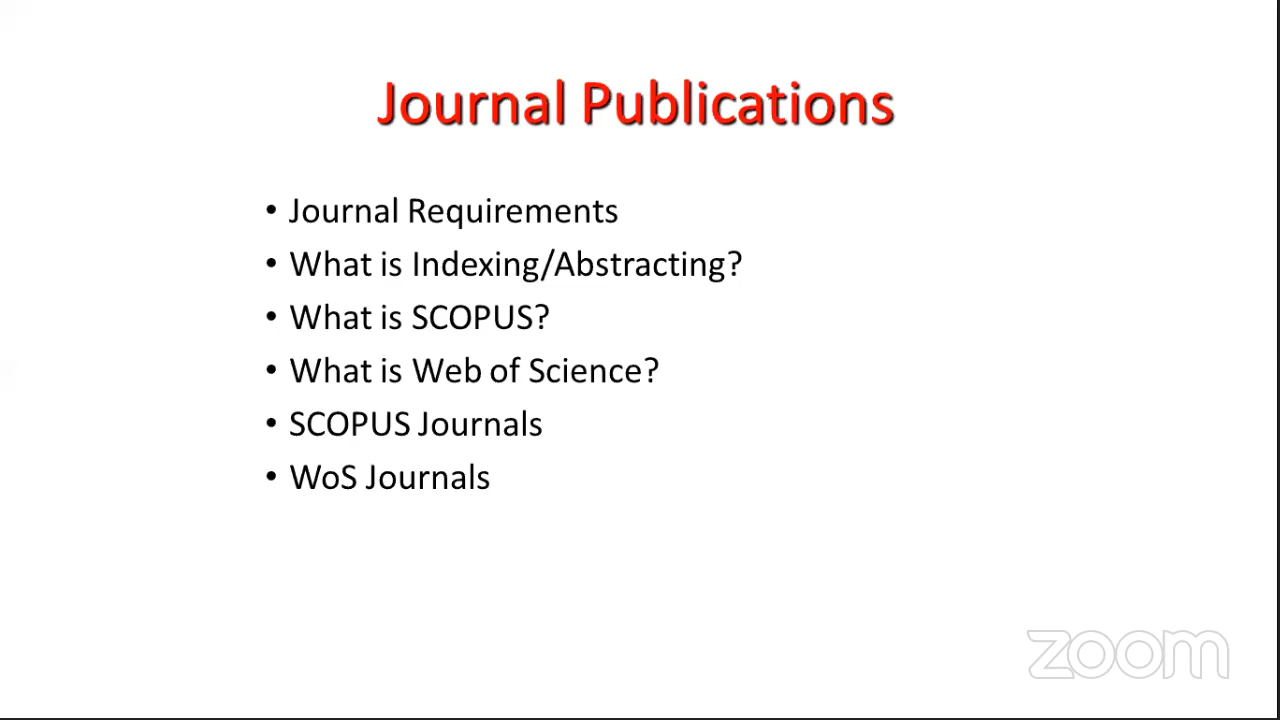 Journal Publications
• Journal Requirements
• What is Indexing/Abstracting?
• What is SCOPUS?
• What is Web of Science?
• SCOPUS Journals
• WoS Journals
zoom